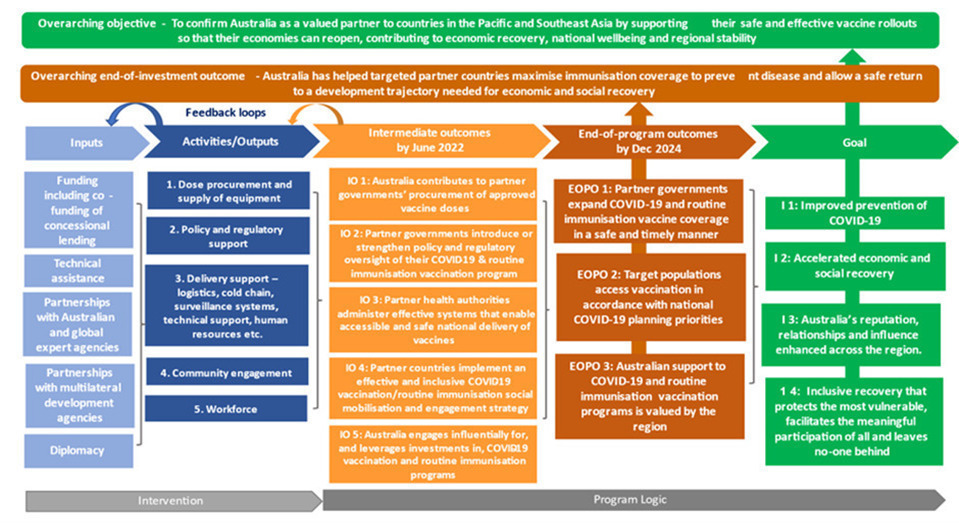 Overarching objective - To confirm Australia as a valued partner to countries in the Pacific and Southeast Asia by supporting their safe and effective vaccine rollouts
so that their economies can reopen, contributing to economic recovery, national wellbeing and regional stability
Overarching end-of-investment outcome - Australia has helped targeted partner countries maximise immunisation coverage to preve nt disease and allow a safe return
to a development trajectory needed for economic and social recovery
Feedback loops
Inputs
Activities/Outputs
Intermediate outcomes
by June 2022
End-of-program outcomes
by Dec 2024
Goal
Funding
including co -
funding of
concessional
lending
Technical
assistance
Partnerships
with Australian
and global
expert agencies
Partnerships
with multilateral
development
agencies
Diplomacy
1. Dose procurement and
supply of equipment
2. Policy and regulatory
support
3. Delivery support –
logistics, cold chain,
surveillance systems,
technical support, human
resources etc.
4. Community engagement
5. Workforce
IO 1: Australia contributes to partner
governments' procurement of approved
vaccine doses
IO 2: Partner governments introduce or
strengthen policy and regulatory
oversight of their COVID19 & routine
immunisation vaccination program
IO 3: Partner health authorities
administer effective systems that enable
accessible and safe national delivery of
vaccines
IO 4: Partner countries implement an
effective and inclusive COVID19
vaccination/routine immunisation social
mobilisation and engagement strategy
IO 5: Australia engages influentially for,
and leverages investments in, COVID-19
vaccination and routine immunisation
programs
EOPO 1: Partner governments
expand COVID-19 and routine
immunisation vaccine coverage
in a safe and timely manner
EOPO 2: Target populations
access vaccination in
accordance with national
COVID-19 planning priorities
EOPO 3: Australian support to
COVID-19 and routine
immunisation vaccination
programs is valued by the
region
I 1: Improved prevention of
COVID-19
I 2: Accelerated economic and
social recovery
I 3: Australia's reputation,
relationships and influence
enhanced across the region.
1 4: Inclusive recovery that
protects the most vulnerable,
facilitates the meaningful
participation of all and leaves
no-one behind
Intervention
Program Logic